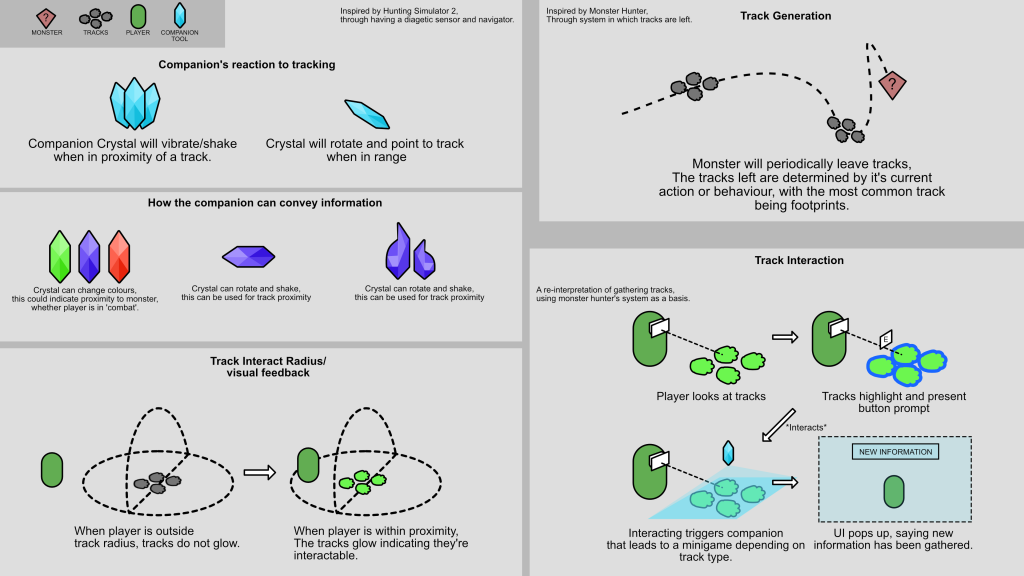 ?
MONSTER
TRACKS
PLAYER
COMPANION
TOOL
Inspired by Hunting Simulator 2,
through having a diagetic sensor and navigator.
Companion's reaction to tracking
Companion Crystal will vibrate/shake
when in proximity of a track.
Crystal will rotate and point to track
when in range
How the companion can convey information
Crystal can change colours,
this could indicate proximity to monster,
whether player is in 'combat'.
Crystal can rotate and shake,
this can be used for track proximity
Crystal can rotate and shake,
this can be used for track proximity
Track Interact Radius/
visual feedback
When player is outside
track radius, tracks do not glow.
When player is within proximity,
The tracks glow indicating they're
interactable.
Inspired by Monster Hunter,
Through system in which tracks are left.
Track Generation
?
Monster will periodically leave tracks,
The tracks left are determined by it's current
action or behaviour, with the most common track
being footprints.
Track Interaction
A re-interpretation of gathering tracks,
using monster hunter's system as a basis.
E
Player looks at tracks
Tracks highlight and present
button prompt
*Interacts*
NEW INFORMATION
Interacting triggers companion
that leads to a minigame depending on
track type.
UI pops up, saying new
information has been gathered.